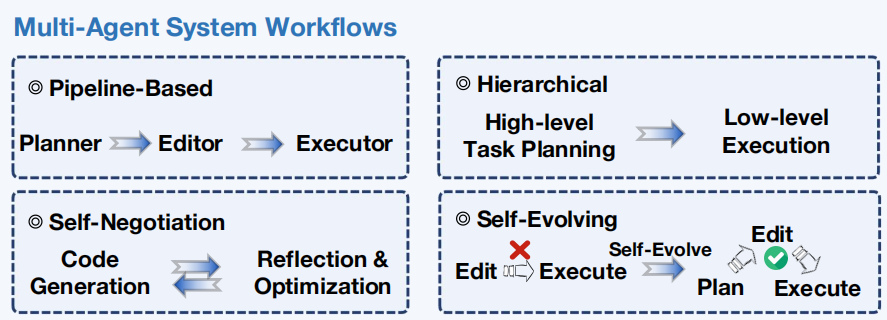 Multi-Agent System Workflows
Pipeline-Based
Planner Editor Executor
Hierarchical
High-level
Task Planning
Low-level
Execution
Self-Negotiation
Code
Generation
Reflection &
Optimization
Self-Evolving
Edit Execute
Self-Evolve
Edit
Plan Execute